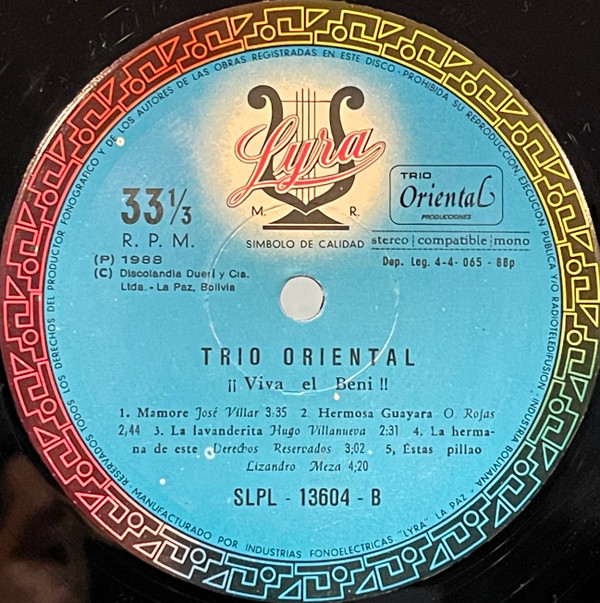 RESERVADOS TODOS LOS DERECHOS DEL PRODUCTOR FONOGRAFICO Y DE LOS AUTORES DE LAS OBRAS REGISTRADAS EN ESTE DISCO - PROHIBIDA SU REPRODUCCION, EJECUCION PUBLICA Y/O RADIOTELEDIFUSION - INDUSTRIA BOLIVIANA
Lyra
M. R.
SIMBOLO DE CALIDAD
TRIO
Oriental
PRODUCCIONES
stereo compatible mono
Dep. Leg. 4-4- 065 - 88p
33 1/3
R. P. M.
(P) 1988
(C) Discolandia Dueri y Cia.
Ltda. - La Paz, Bolivia
TRIO ORIENTAL
¡¡ Viva el Beni !!
1. Mamore José Villar 3:35 2 Hermosa Guayara O. Rojas
2,44 3. La lavanderita Hugo Villanueva 2:31 4. La herma-
na de este Derechos Reservados 3;02 5, Estas pillao
Lizandro Meza 4;20
SLPL - 13604 - B
MANUFACTURADO POR INDUSTRIAS FONOELECTRICAS "LYRA" LA PAZ -